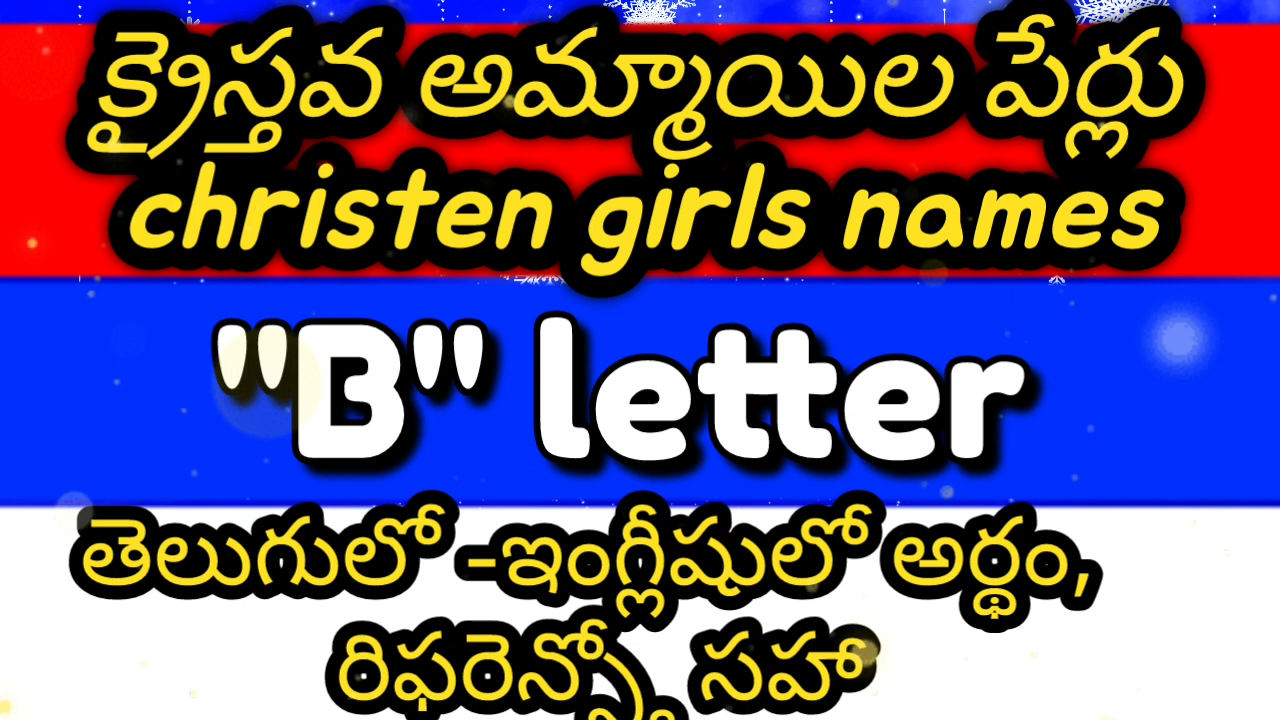 క్రైస్తవ అమ్మాయిల పేర్లు
christen girls names
"B" letter
తెలుగులో -ఇంగ్లీషులో అర్థం,
రిఫరెన్స్తో సహా